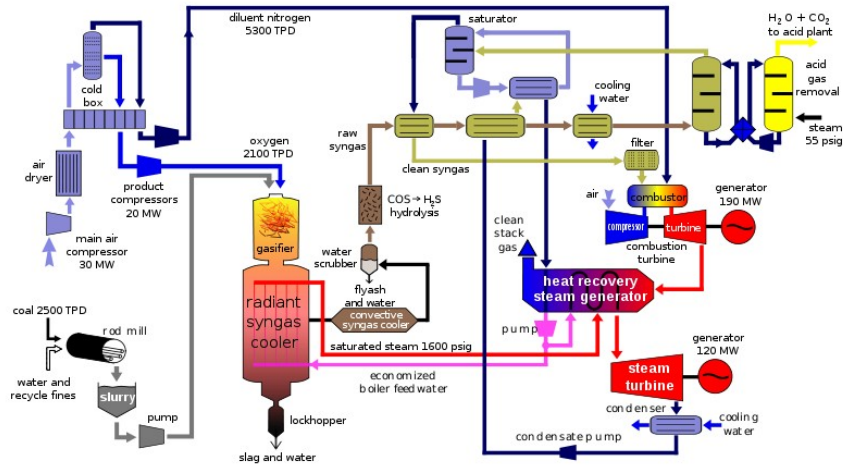 diluent nitrogen
5300 TPD
saturator
H2O + CO2
to acid plant
cold
box
cooling
water
acid
gas
removal
oxygen
2100 TPD
raw
syngas
filter
steam
55 psig
air
dryer
clean syngas
product
compressors
20 MW
COS→H2S
hydrolysis
air
combustor
generator
190 MW
gasifier
clean
stack
gas
compressor
turbine
main air
compressor
30 MW
water
scrubber
combustion
turbine
flyash
and water
heat recovery
steam generator
radiant
syngas
cooler
convective
syngas cooler
coal 2500 TPD
rod mill
pump
saturated steam 1600 psig
generator
120 MW
water and
recycle fines
economized
boiler feed water
steam
turbine
slurry
pump
lockhopper
condenser
cooling
water
condensate pump
slag and water